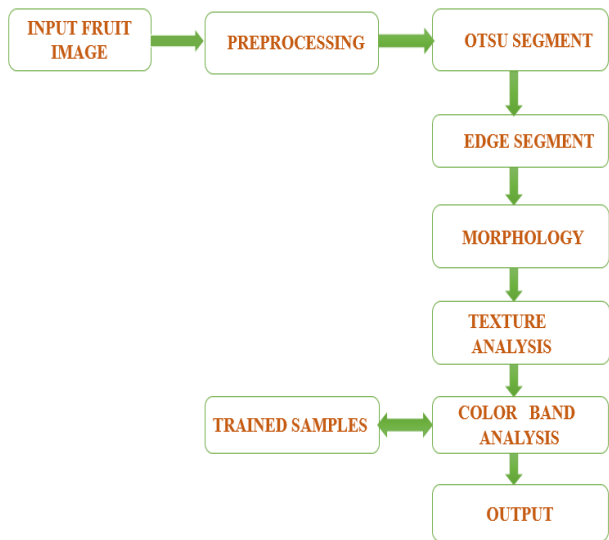 INPUT FRUIT
IMAGE
PREPROCESSING
OTSU SEGMENT
EDGE SEGMENT
MORPHOLOGY
TEXTURE
ANALYSIS
TRAINED SAMPLES
COLOR BAND
ANALYSIS
OUTPUT